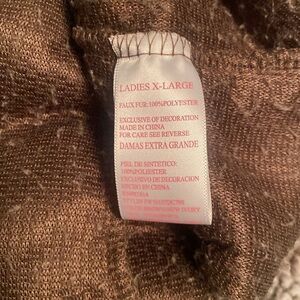 LADIES X-LARGE
FAUX FUR: 100%POLYESTER
EXCLUSIVE OF DECORATION
MADE IN CHINA
FOR CARE SEE REVERSE
DAMAS EXTRA GRANDE
PIEL DE SINTETICO:
100%POLIESTER
EXCLUSIVO DE DECORACION
HECHO EN CHINA